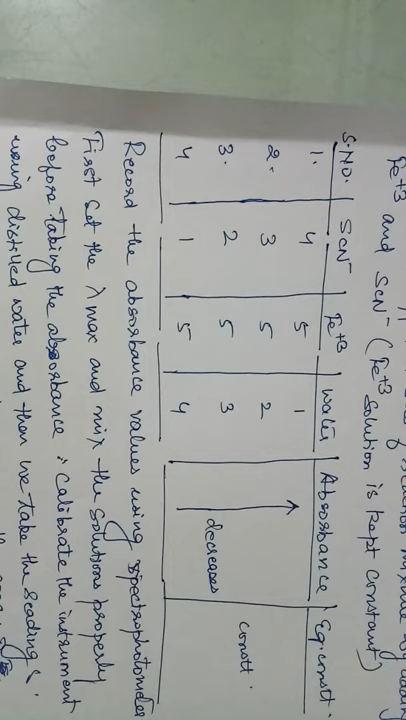 Fe+3 and SCN⁻ (Fe+3 solution is kept constant)
S.NO. SCN⁻ Fe+3 water Absorbance Eq. constt.
1. 4 5 1
2. 3 5 2
3. 2 5 3 decreases constt.
4 1 5 4
Record the absorbance values using spectrophotometer
First set the λ max and mix the solutions properly
before taking the absorbance. Calibrate the instrument
using distilled water and then we take the readings.